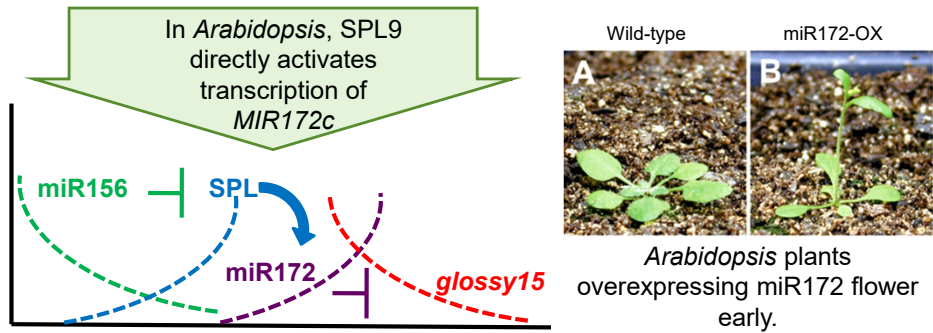 In Arabidopsis, SPL9
directly activates
transcription of
MIR172c
miR156
SPL
miR172
glossy15
Wild-type
miR172-OX
A
B
Arabidopsis plants
overexpressing miR172 flower
early.